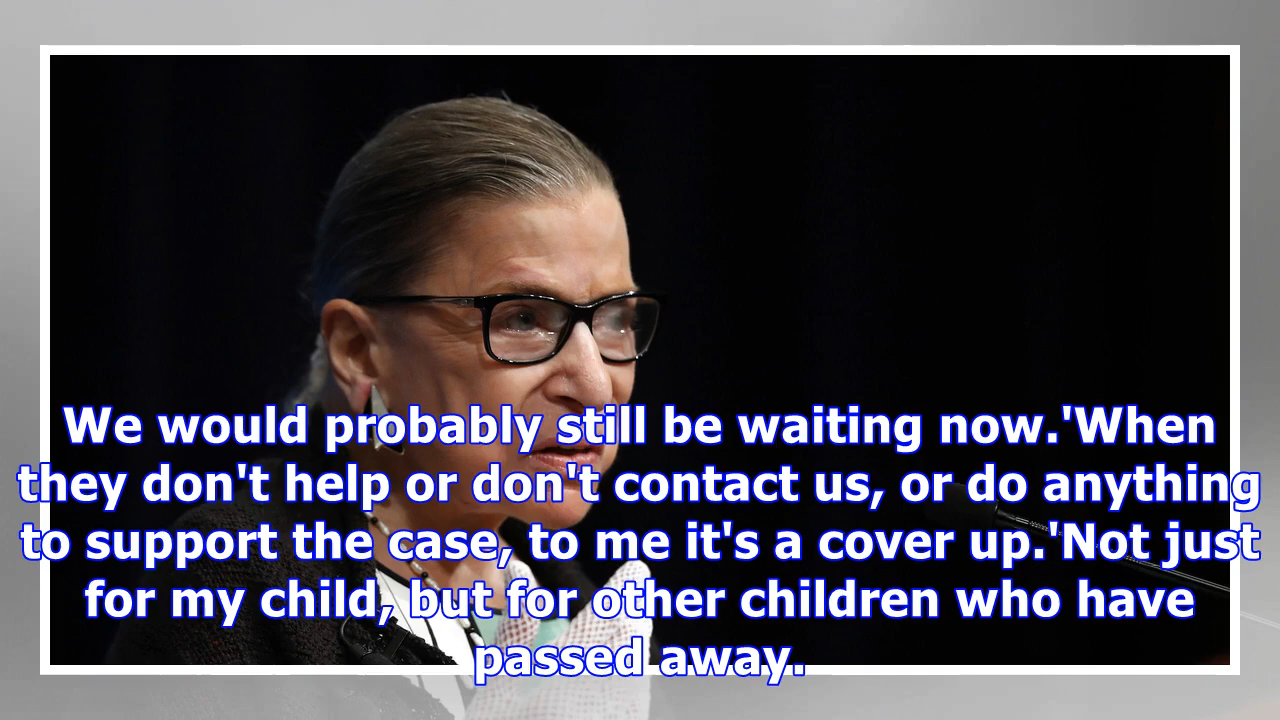 We would probably still be waiting now.'When
they don't help or don't contact us, or do anything
to support the case, to me it's a cover up.'Not just
for my child, but for other children who have
passed away.